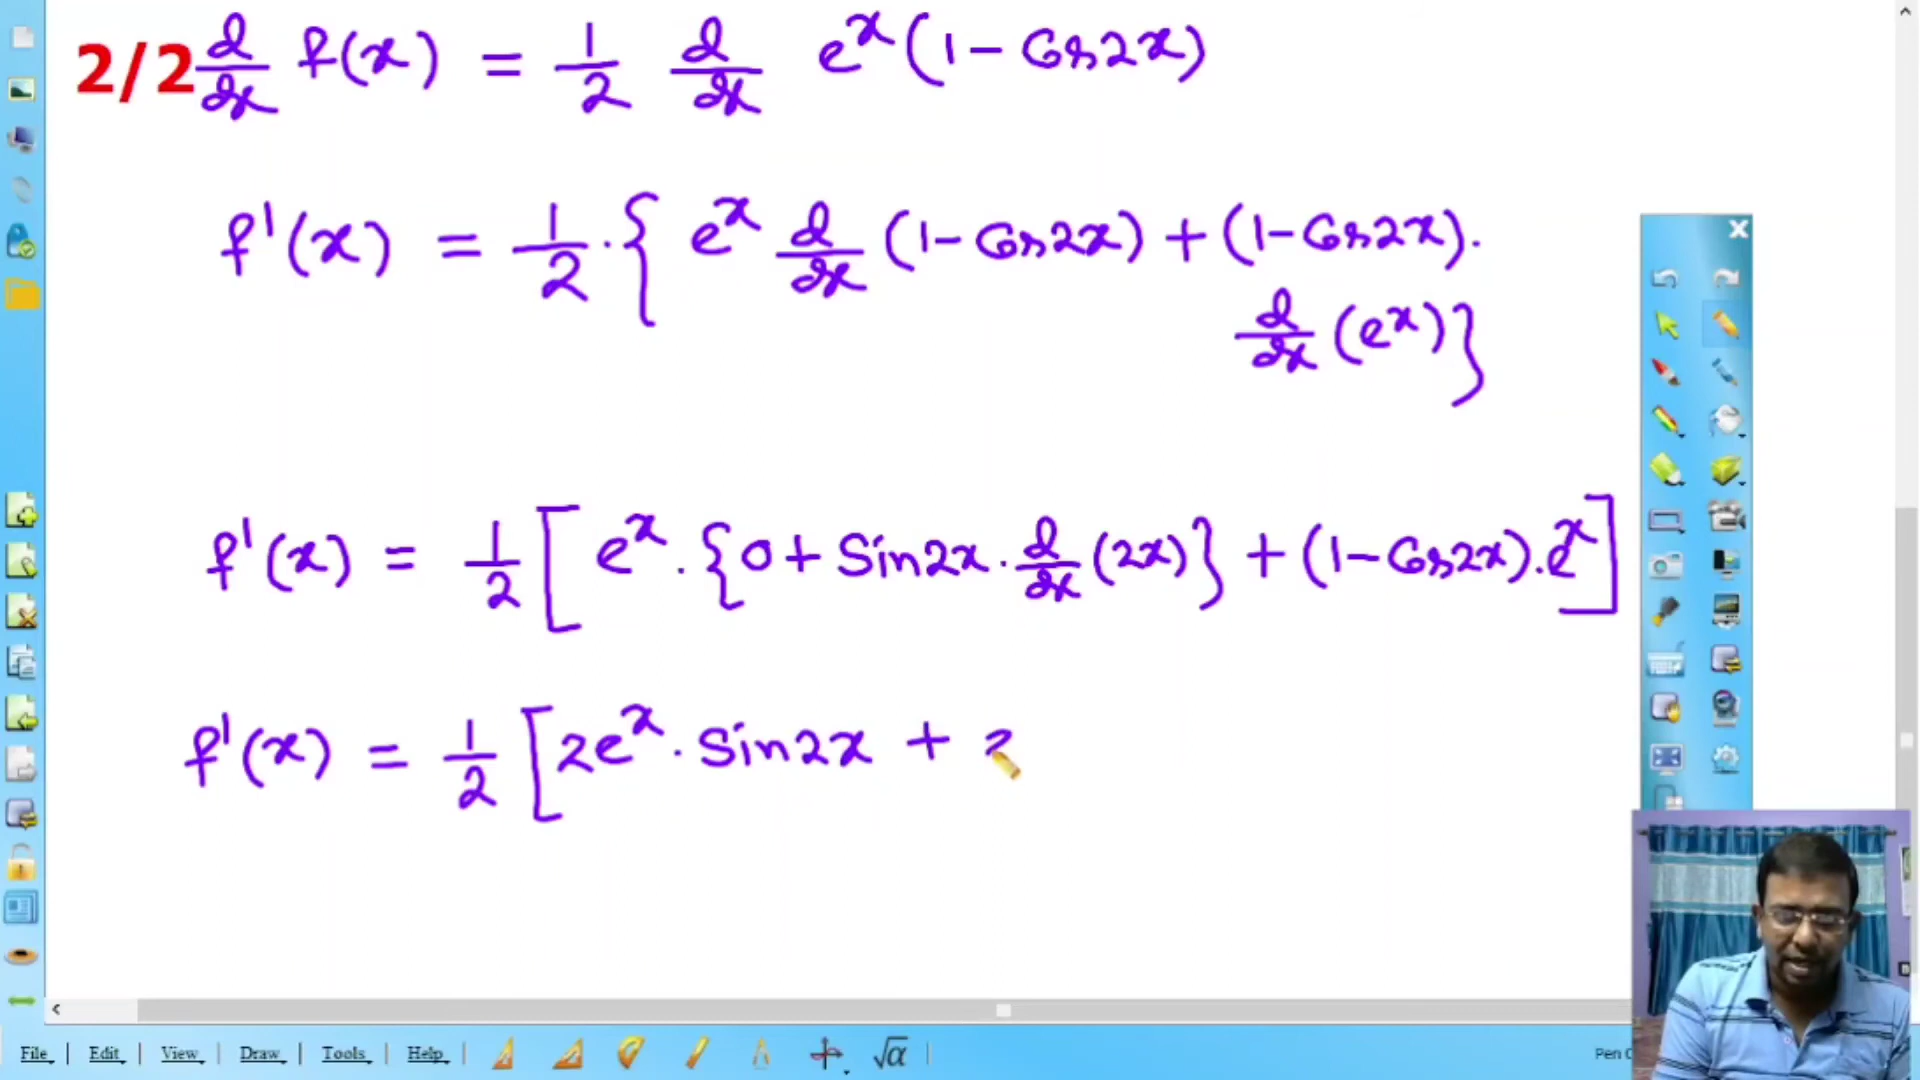 2/2 d/dx f(x) = 1/2 d/dx e^x (1 - Cos2x)
f'(x) = 1/2 · { e^x d/dx (1 - Cos2x) + (1 - Cos2x) ·
d/dx (e^x) }
f'(x) = 1/2 [ e^x · {0 + Sin2x · d/dx (2x)} + (1 - Cos2x) · e^x ]
f'(x) = 1/2 [ 2e^x · Sin2x +
File Edit View Draw Tools Help √α Pen